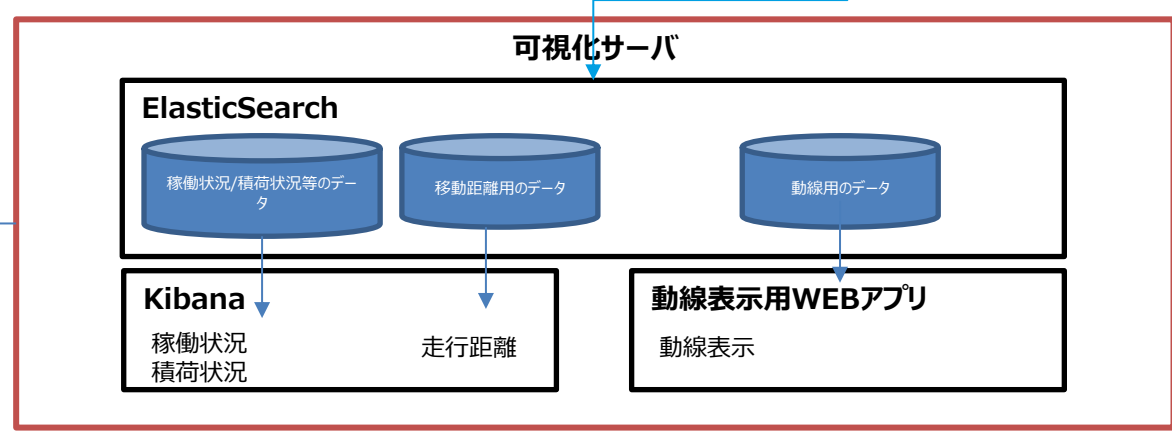 可視化サーバ
ElasticSearch
稼働状況/積荷状況等のデー
タ
移動距離用のデータ
動線用のデータ
Kibana
稼働状況
積荷状況
走行距離
動線表示用WEBアプリ
動線表示